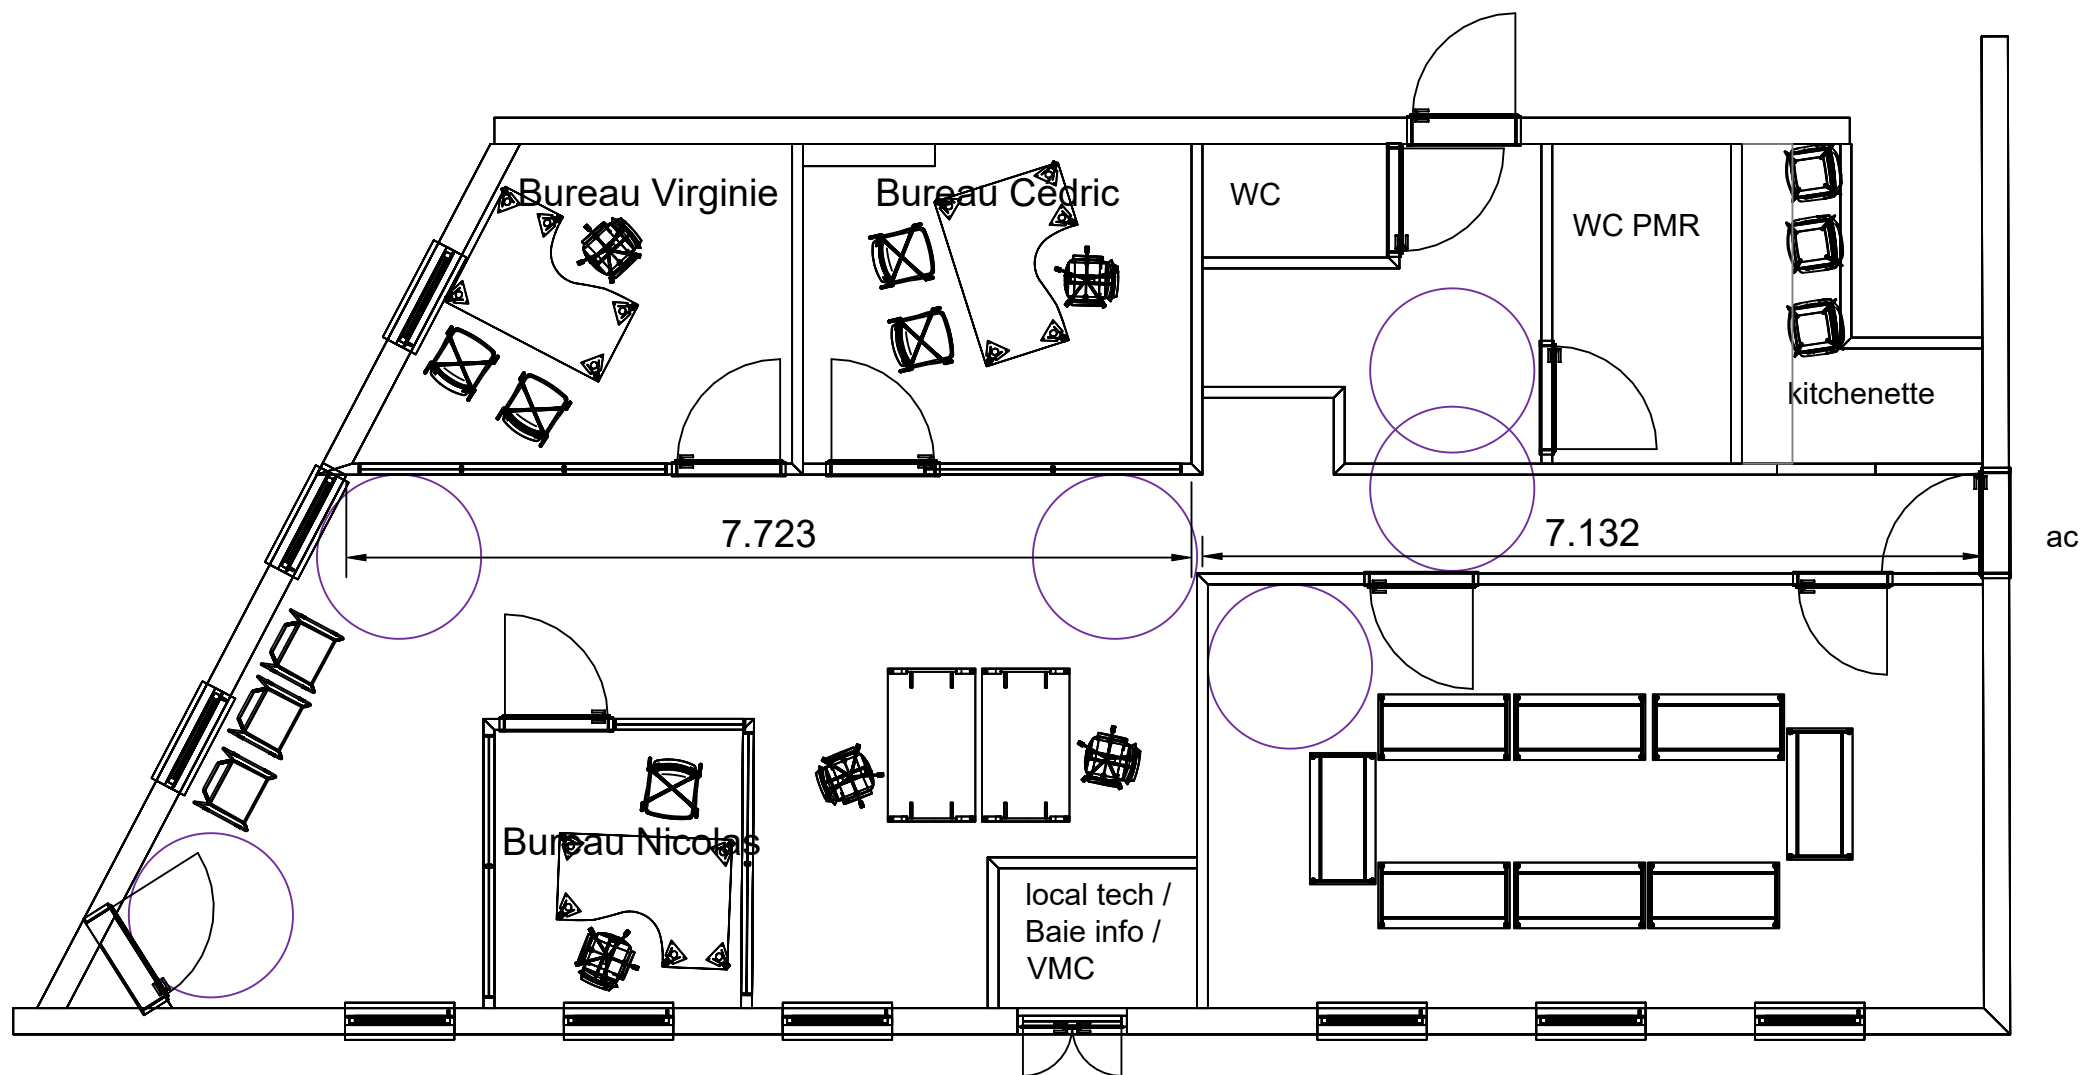 Bureau Virginie
Bureau Cédric
WC
WC PMR
kitchenette
7.723
7.132
ac
Bureau Nicolas
local tech /
Baie info /
VMC